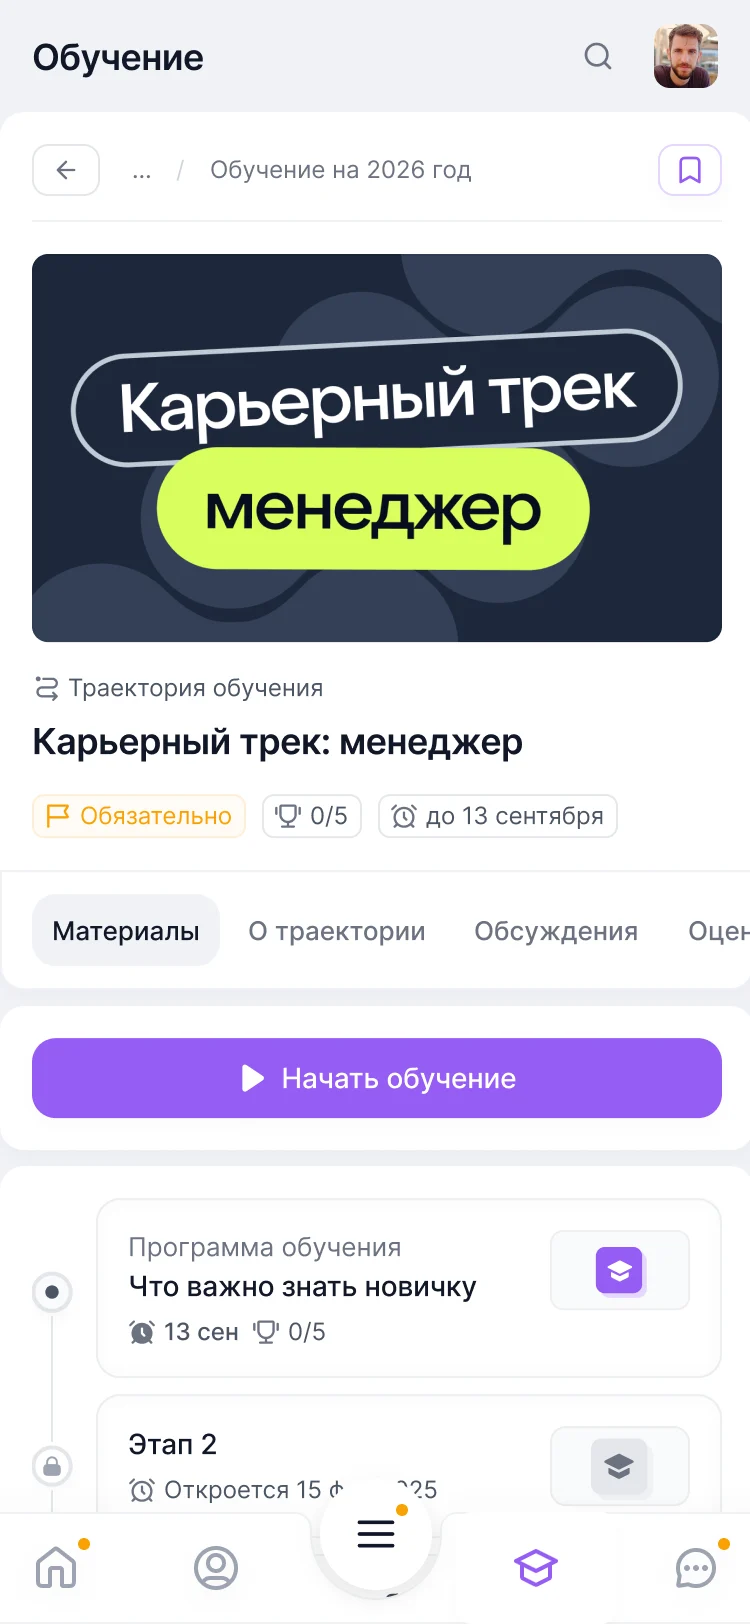 Обучение
... / Обучение на 2026 год
Карьерный трек
менеджер
Траектория обучения
Карьерный трек: менеджер
Обязательно 0/5 до 13 сентября
Материалы О траектории Обсуждения Оцен
Начать обучение
Программа обучения
Что важно знать новичку
13 сен 0/5
Этап 2
Откроется 15